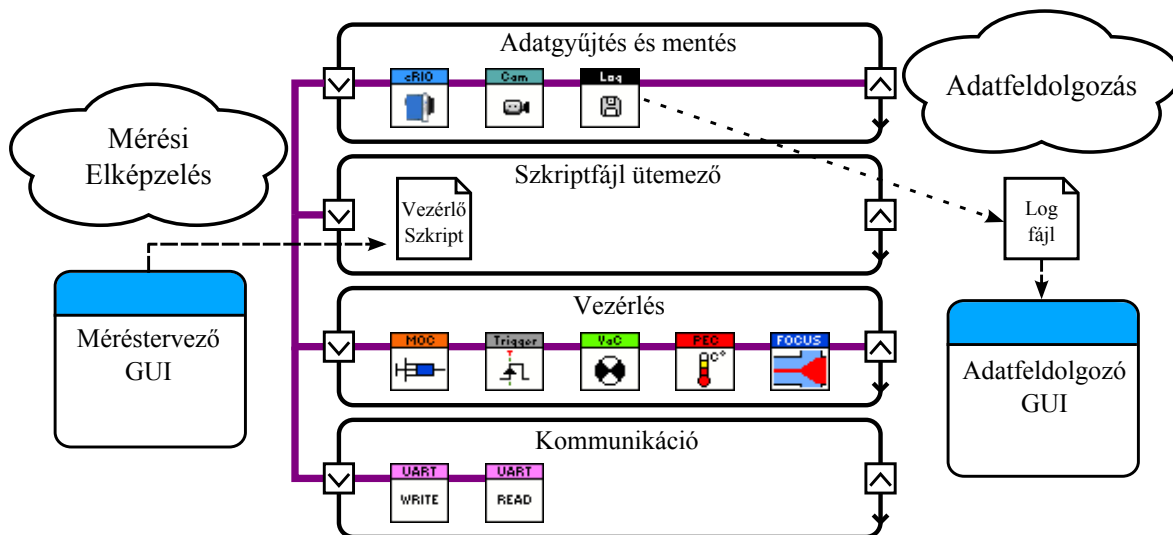 Adatgyűjtés és mentés
cRIO
Cam
Log
Adatfeldolgozás
Mérési
Elképzelés
Szkriptfájl ütemező
Vezérlő
Szkript
Log
fájl
Méréstervező
GUI
Vezérlés
MOC
Trigger
VaC
PEC
FOCUS
C°
Adatfeldolgozó
GUI
Kommunikáció
UART
WRITE
UART
READ